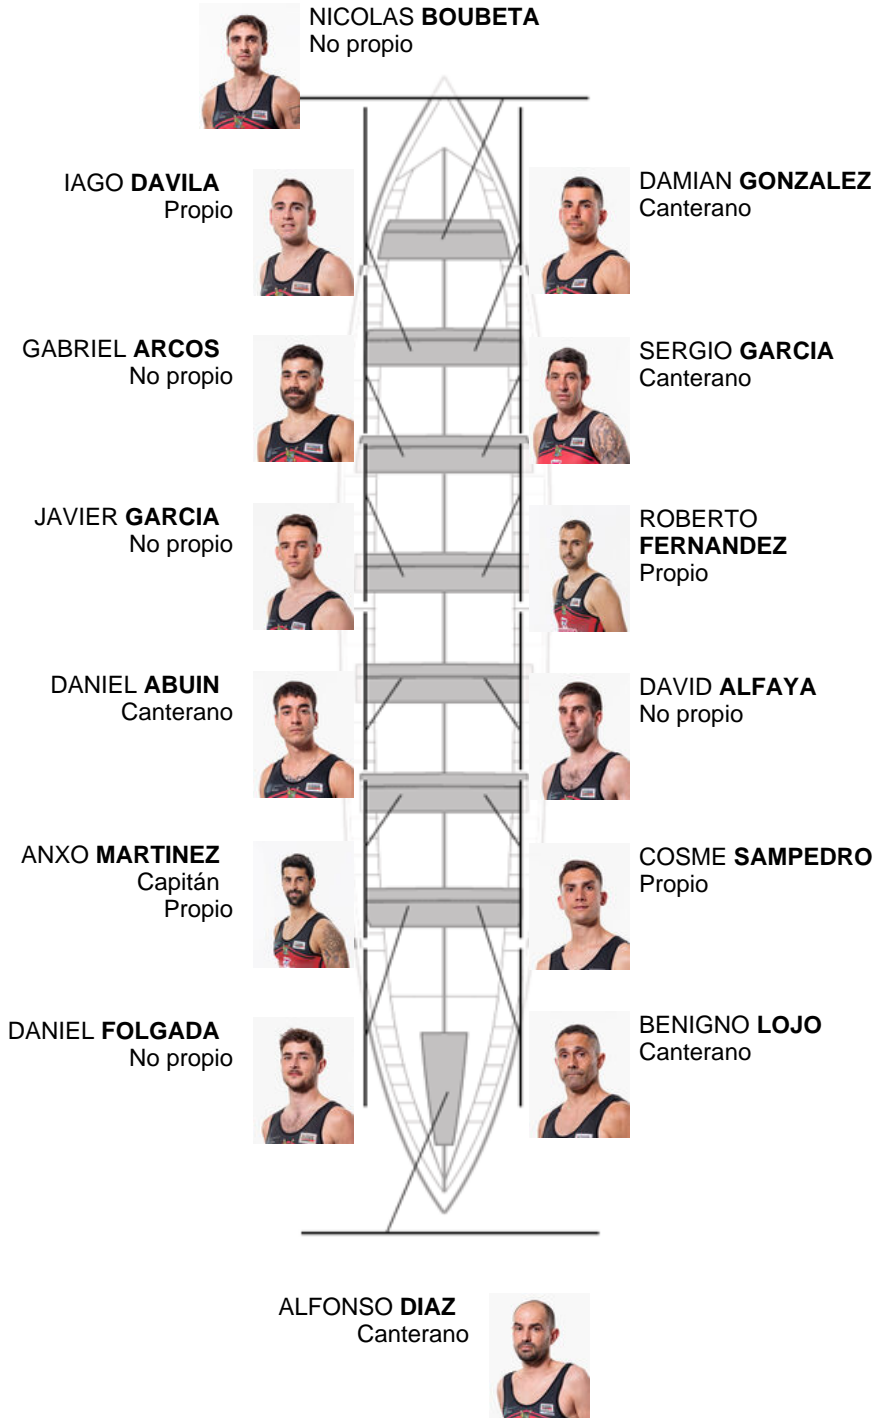 NICOLAS BOUBETA
No propio
IAGO DAVILA
Propio
DAMIAN GONZALEZ
Canterano
GABRIEL ARCOS
No propio
SERGIO GARCIA
Canterano
JAVIER GARCIA
No propio
ROBERTO
FERNANDEZ
Propio
DANIEL ABUIN
Canterano
DAVID ALFAYA
No propio
ANXO MARTINEZ
Capitán
Propio
COSME SAMPEDRO
Propio
DANIEL FOLGADA
No propio
BENIGNO LOJO
Canterano
ALFONSO DIAZ
Canterano